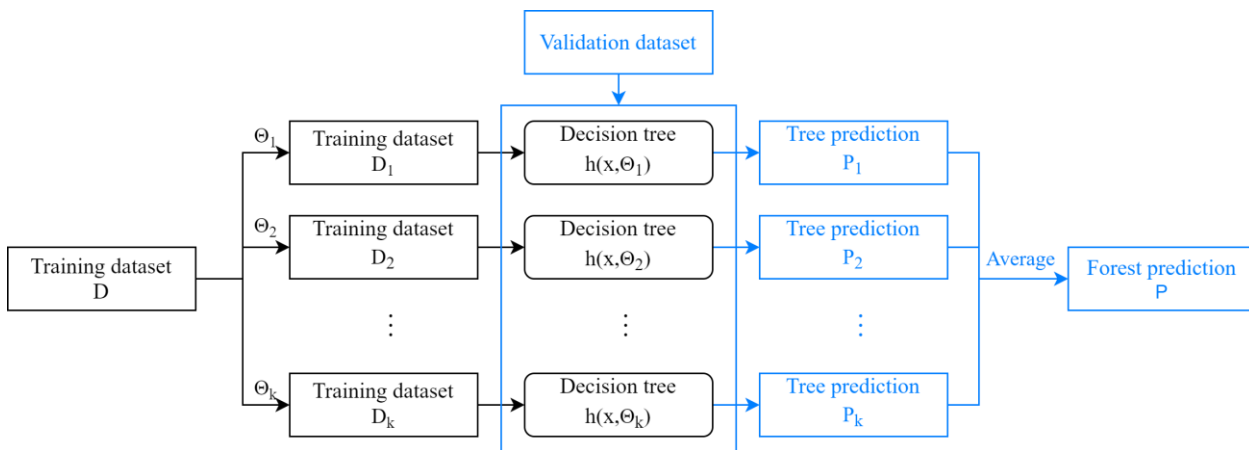 Validation dataset
Θ₁
Training dataset
D₁
Decision tree
h(x,Θ₁)
Tree prediction
P₁
Θ₂
Training dataset
D₂
Decision tree
h(x,Θ₂)
Tree prediction
P₂
Training dataset
D
Average
Forest prediction
P
⋮
⋮
⋮
Θₖ
Training dataset
Dₖ
Decision tree
h(x,Θₖ)
Tree prediction
Pₖ